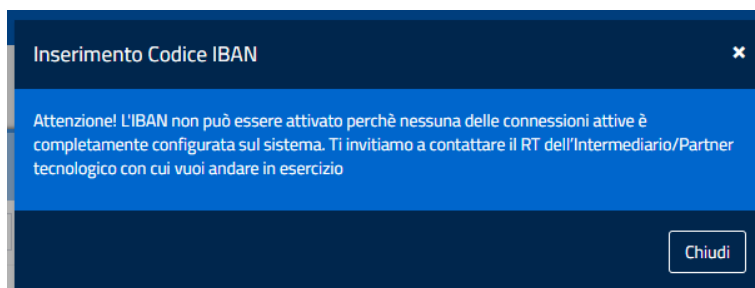 Inserimento Codice IBAN
×
Attenzione! L'IBAN non può essere attivato perchè nessuna delle connessioni attive è
completamente configurata sul sistema. Ti invitiamo a contattare il RT dell’Intermediario/Partner
tecnologico con cui vuoi andare in esercizio
Chiudi